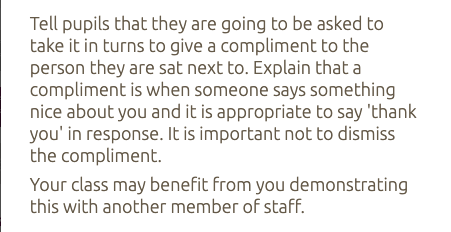 Tell pupils that they are going to be asked to
take it in turns to give a compliment to the
person they are sat next to. Explain that a
compliment is when someone says something
nice about you and it is appropriate to say 'thank
you' in response. It is important not to dismiss
the compliment.
Your class may benefit from you demonstrating
this with another member of staff.